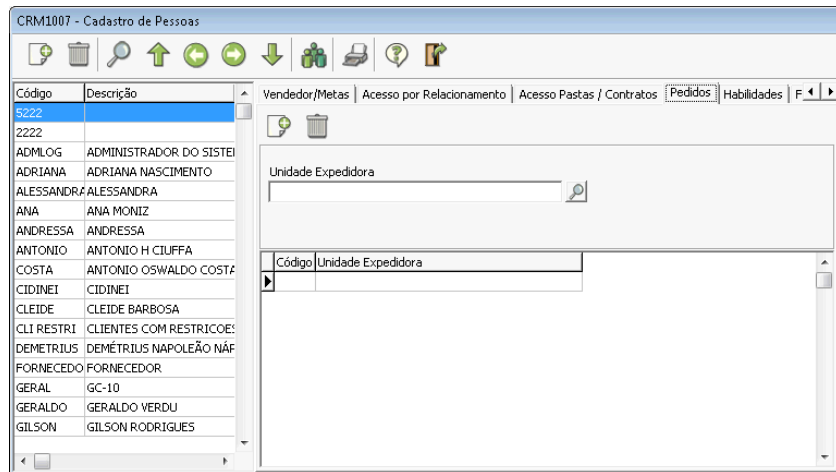 CRM1007 - Cadastro de Pessoas
Código Descrição
5222
2222
ADMLOG ADMINISTRADOR DO SISTEI
ADRIANA ADRIANA NASCIMENTO
ALESSANDRA ALESSANDRA
ANA ANA MONIZ
ANDRESSA ANDRESSA
ANTONIO ANTONIO H CIUFFA
COSTA ANTONIO OSWALDO COSTA
CIDINEI CIDINEI
CLEIDE CLEIDE BARBOSA
CLI RESTRI CLIENTES COM RESTRICOES
DEMETRIUS DEMÉTRIUS NAPOLEÃO NÁF
FORNECEDO FORNECEDOR
GERAL GC-10
GERALDO GERALDO VERDU
GILSON GILSON RODRIGUES
Vendedor/Metas Acesso por Relacionamento Acesso Pastas / Contratos Pedidos Habilidades F
Unidade Expedidora
Código Unidade Expedidora